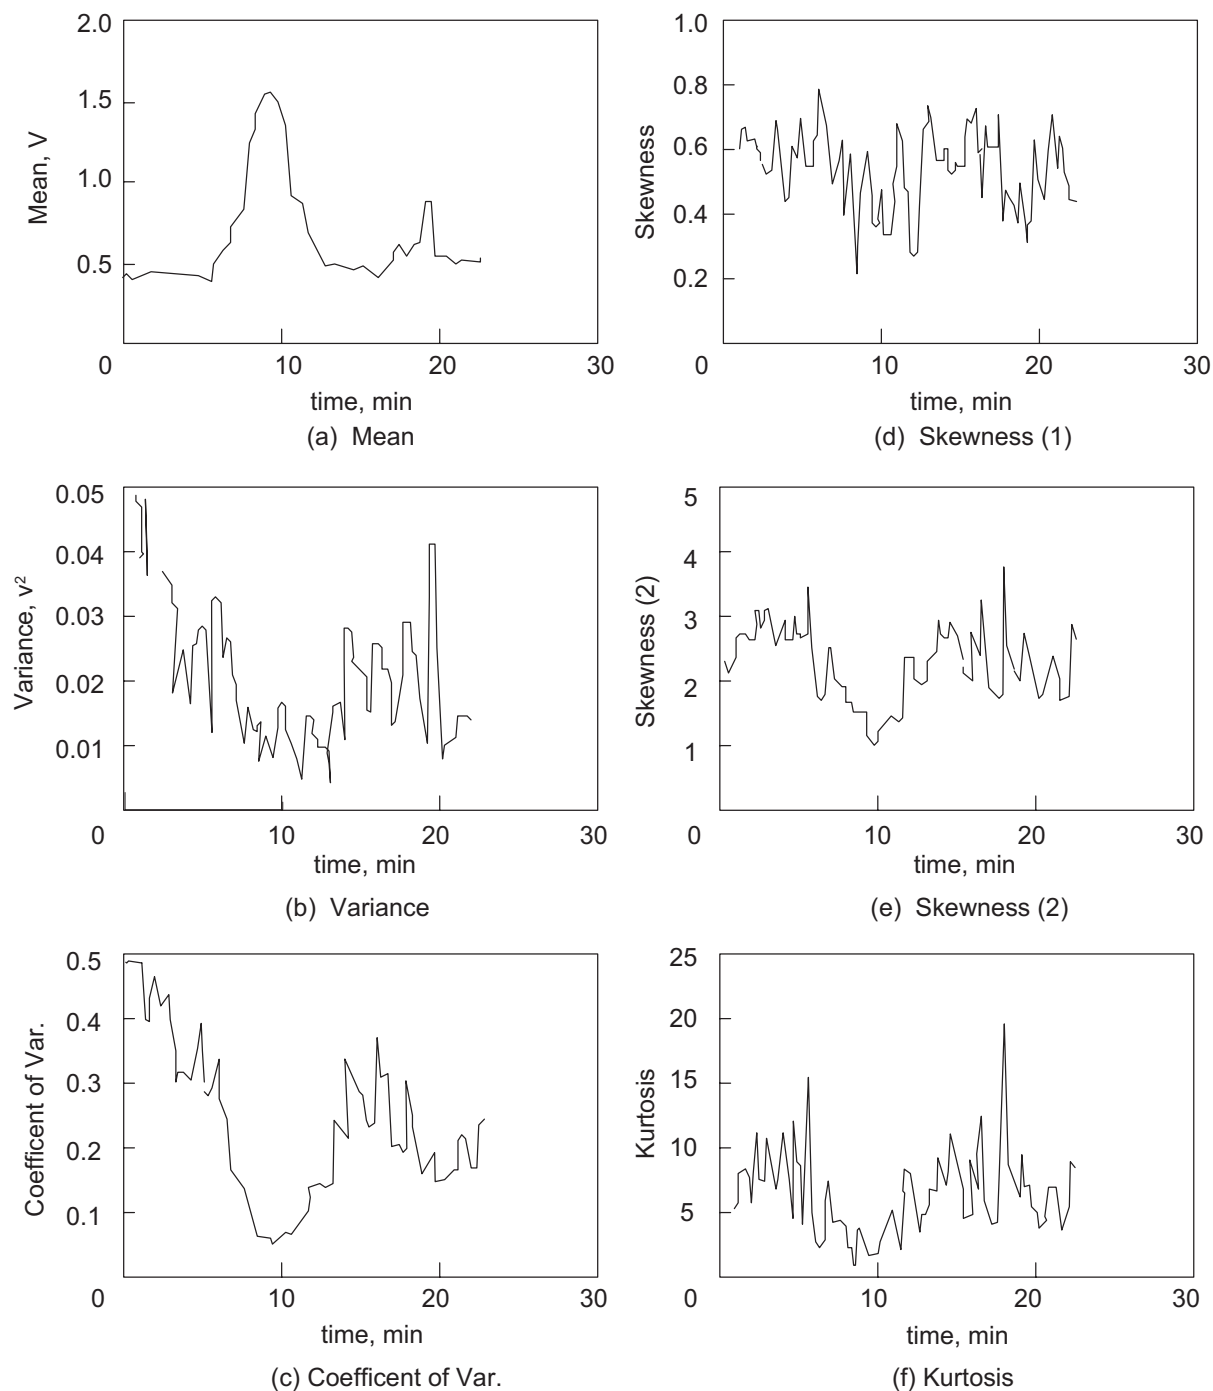 2.0
1.5
1.0
0.5
0
10
20
30
Mean, V
time, min
(a) Mean
1.0
0.8
0.6
0.4
0.2
0
10
20
30
Skewness
time, min
(d) Skewness (1)
0.05
0.04
0.03
0.02
0.01
0
10
20
30
Variance, v²
time, min
(b) Variance
5
4
3
2
1
0
10
20
30
Skewness (2)
time, min
(e) Skewness (2)
0.5
0.4
0.3
0.2
0.1
0
10
20
30
Coefficent of Var.
time, min
(c) Coefficent of Var.
25
20
15
10
5
0
10
20
30
Kurtosis
time, min
(f) Kurtosis